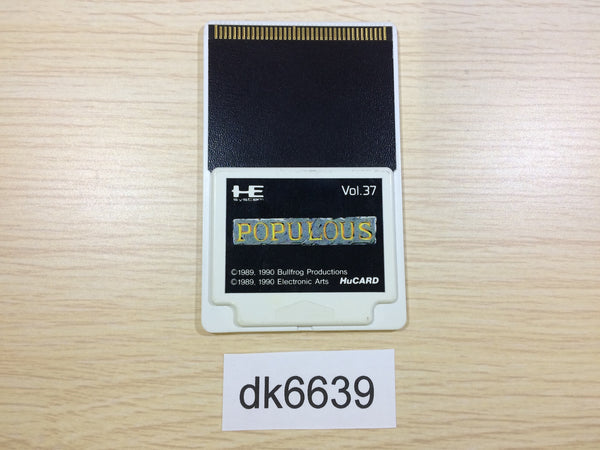 HE system
Vol.37
POPULOUS
©1989, 1990 Bullfrog Productions
©1989, 1990 Electronic Arts HuCARD
dk6639